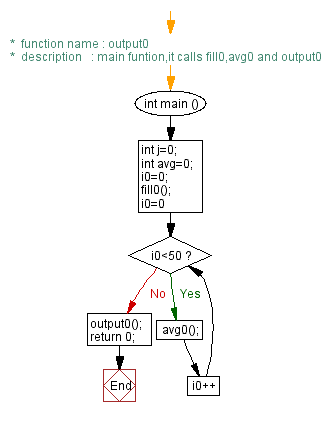 * function name : output0
* description : main funtion,it calls fill0,avg0 and output0
int main ()
int j=0;
int avg=0;
i0=0;
fill0();
i0=0
i0<50 ?
No
Yes
output0();
return 0;
avg0();
End
i0++